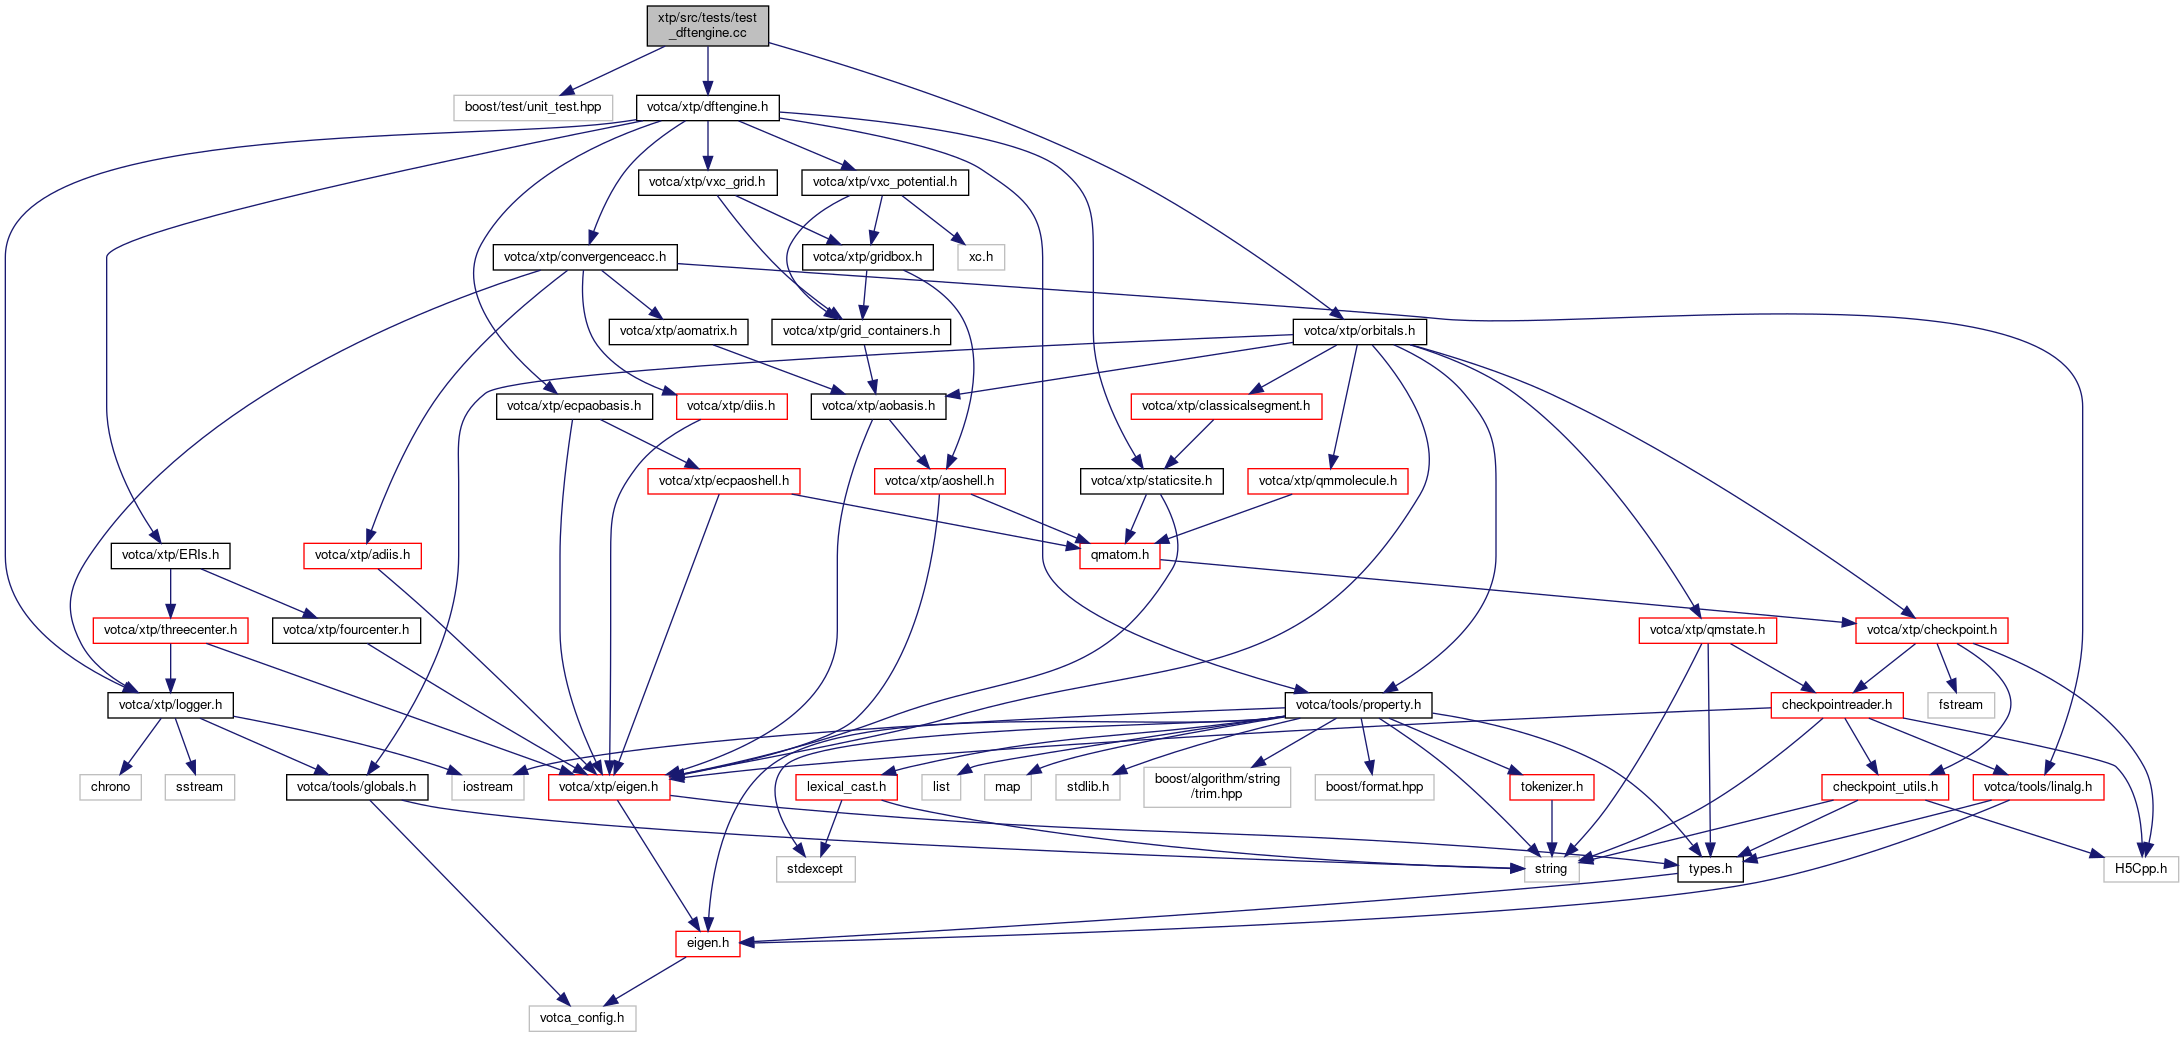 xtp/src/tests/test
_dftengine.cc
boost/test/unit_test.hpp
votca/xtp/dftengine.h
votca/xtp/vxc_grid.h
votca/xtp/vxc_potential.h
votca/xtp/convergenceacc.h
votca/xtp/gridbox.h
xc.h
votca/xtp/aomatrix.h
votca/xtp/grid_containers.h
votca/xtp/orbitals.h
votca/xtp/ecpaobasis.h
votca/xtp/diis.h
votca/xtp/aobasis.h
votca/xtp/classicalsegment.h
votca/xtp/ecpaoshell.h
votca/xtp/aoshell.h
votca/xtp/staticsite.h
votca/xtp/qmmolecule.h
votca/xtp/ERIs.h
votca/xtp/adiis.h
qmatom.h
votca/xtp/threecenter.h
votca/xtp/fourcenter.h
votca/xtp/qmstate.h
votca/xtp/checkpoint.h
votca/xtp/logger.h
votca/tools/property.h
checkpointreader.h
fstream
chrono
sstream
votca/tools/globals.h
iostream
votca/xtp/eigen.h
lexical_cast.h
list
map
stdlib.h
boost/algorithm/string
/trim.hpp
boost/format.hpp
tokenizer.h
checkpoint_utils.h
votca/tools/linalg.h
stdexcept
string
types.h
H5Cpp.h
eigen.h
votca_config.h